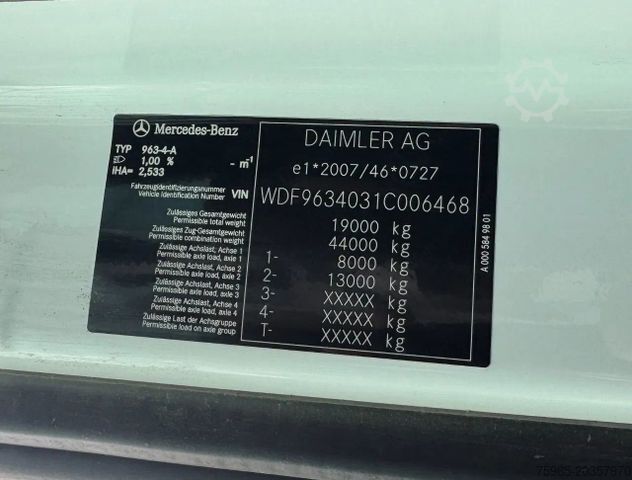 Mercedes-Benz
TYP 963-4-A
1,00 % - m⁻¹
IHA= 2,533
DAIMLER AG
e1*2007/46*0727
Fahrzeugidentifizierungsnummer
Vehicle Identification Number VIN WDF9634031C006468
Zulässiges Gesamtgewicht
Permissible total weight 19000 kg
Zulässiges Zug-Gesamtgewicht
Permissible combination weight 44000 kg
Zulässige Achslast, Achse 1
Permissible axle load, axle 1 1- 8000 kg
Zulässige Achslast, Achse 2
Permissible axle load, axle 2 2- 13000 kg
Zulässige Achslast, Achse 3
Permissible axle load, axle 3 3- XXXXX kg
Zulässige Achslast, Achse 4
Permissible axle load, axle 4 4- XXXXX kg
Zulässige Last der Achsgruppe
Permissible load on axle group T- XXXXX kg
A 000 584 98 01